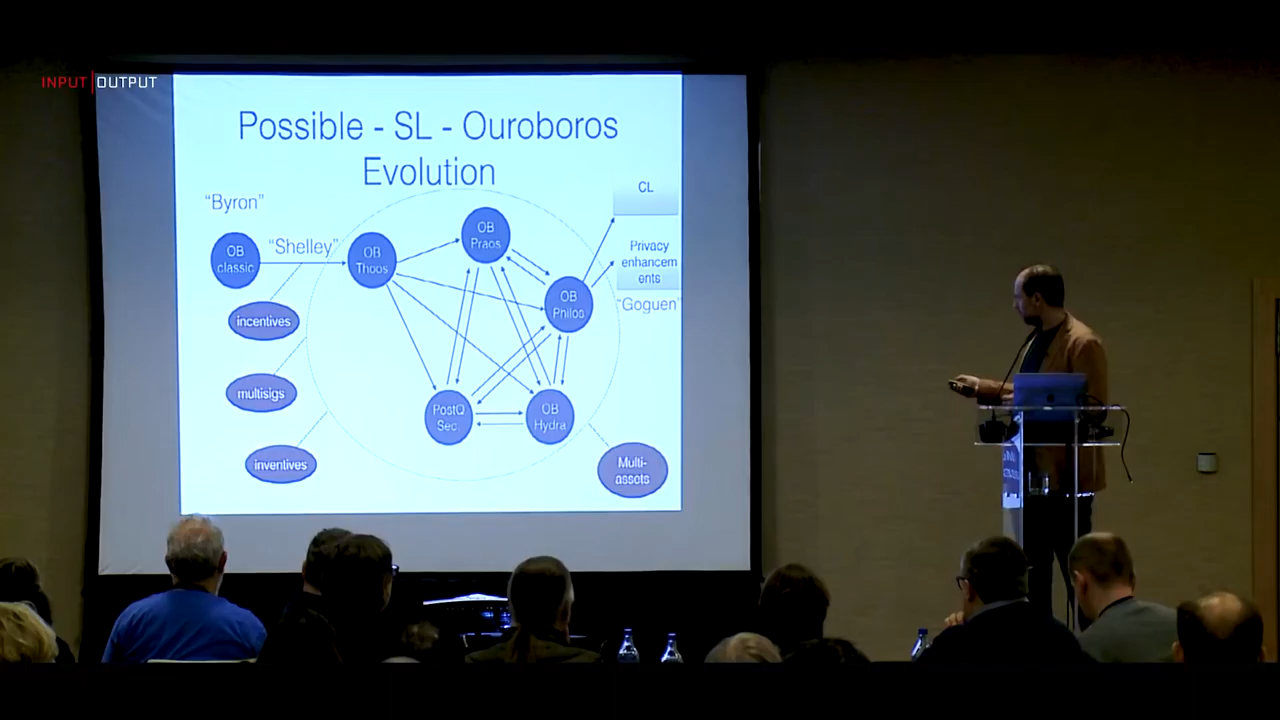 INPUT|OUTPUT
Possible - SL - Ouroboros
Evolution
"Byron"
CL
"Shelley"
OB
classic
OB
Thoos
OB
Praos
Privacy
enhancem
ents
"Goguen"
OB
Philos
incentives
multisigs
PostQ
Sec.
OB
Hydra
inventives
Multi-
assets